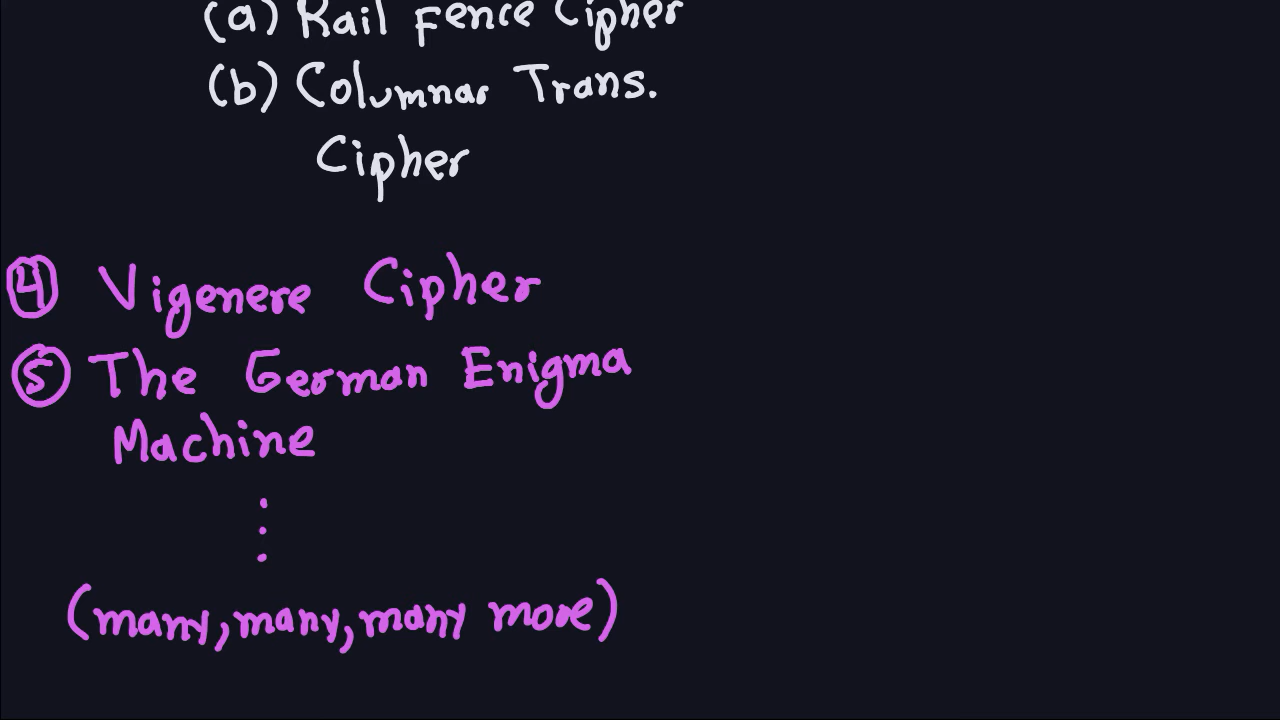 (a) Rail Fence Cipher
(b) Columnar Trans.
Cipher
④ Vigenere Cipher
⑤ The German Enigma
Machine
⋮
(many, many, many more)